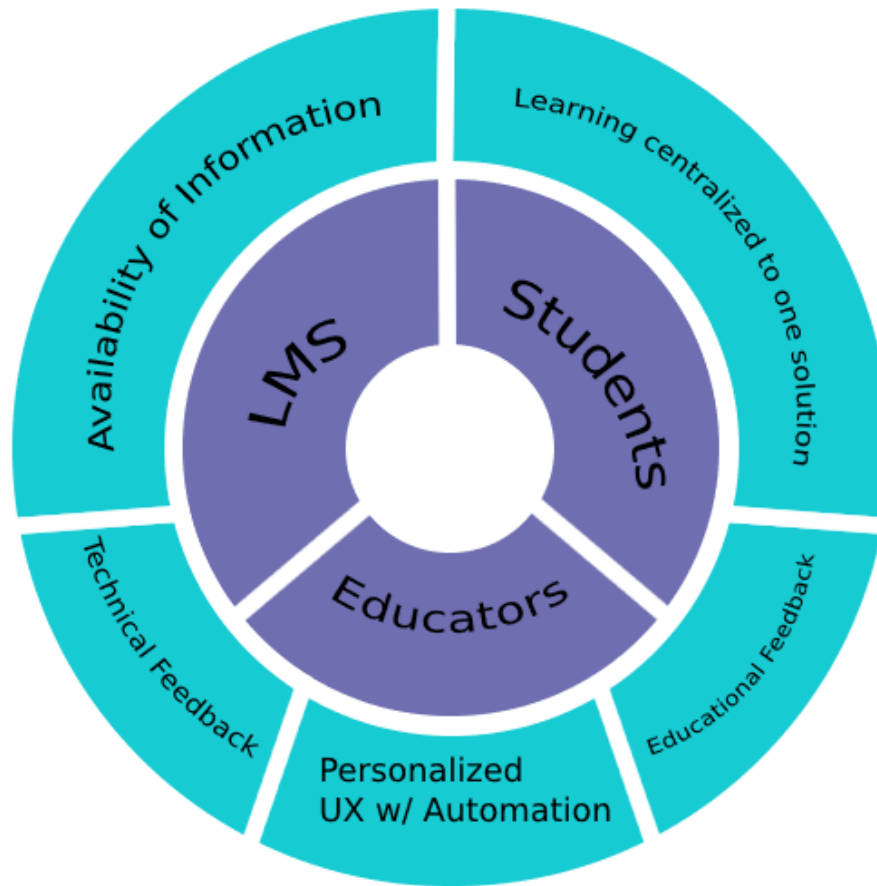 Availability of Information
Learning centralized to one solution
LMS
Students
Educators
Technical Feedback
Educational Feedback
Personalized
UX w/ Automation